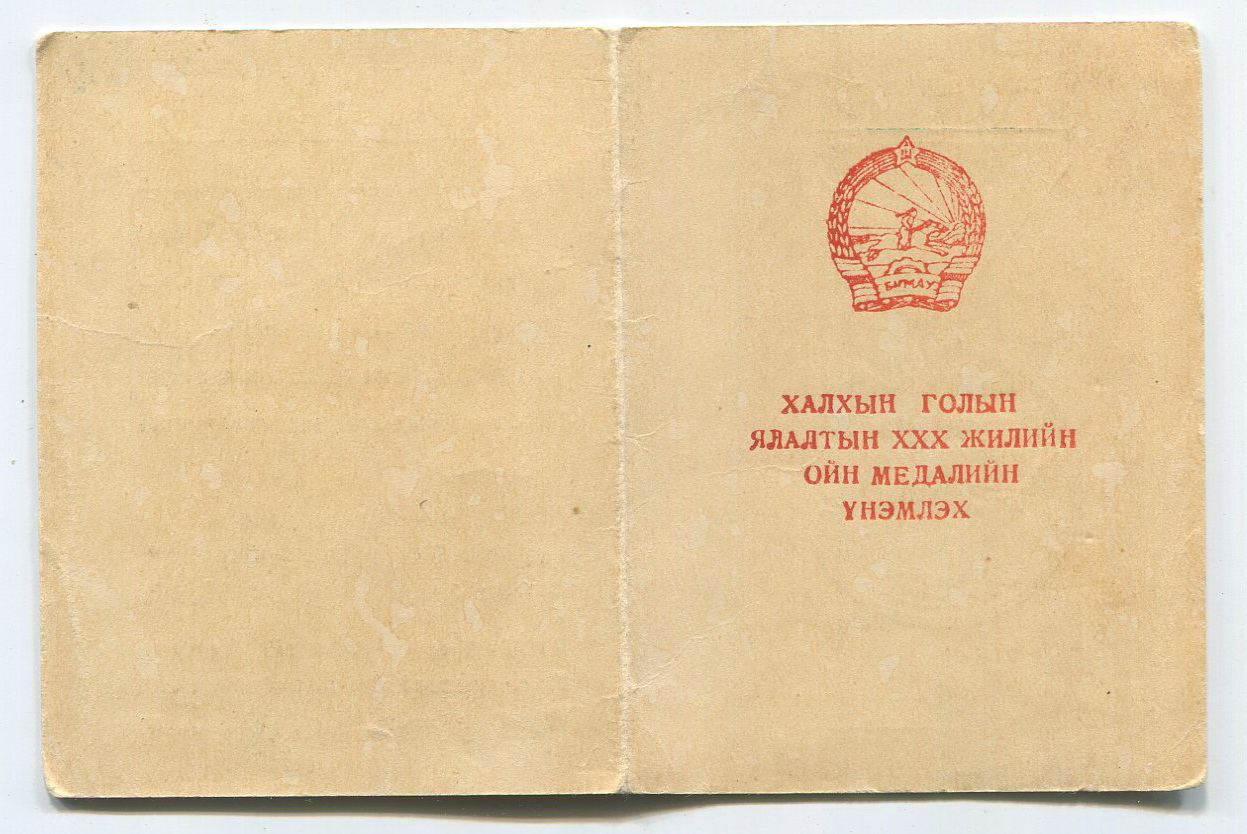 БНМАУ
ХАЛХЫН ГОЛЫН
ЯЛАЛТЫН XXX ЖИЛИЙН
ОЙН МЕДАЛИЙН
ҮНЭМЛЭХ